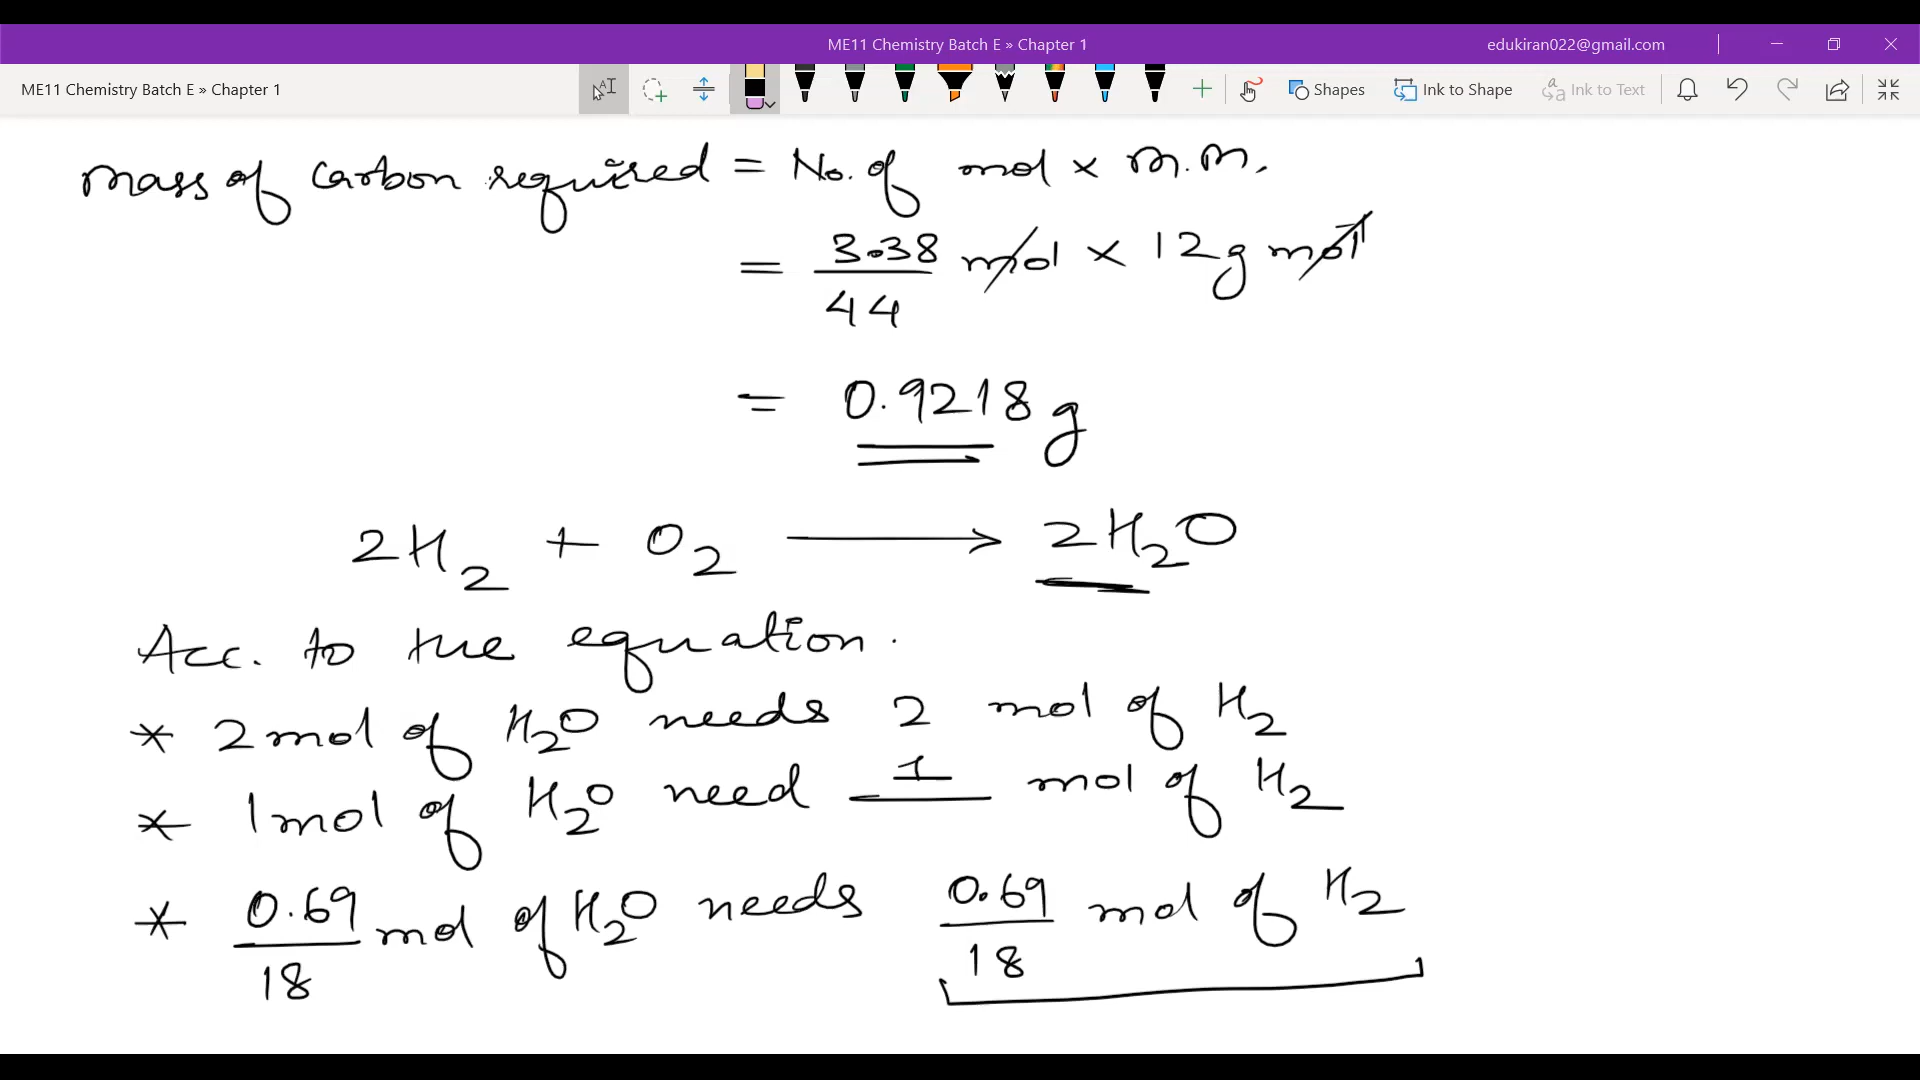 ME11 Chemistry Batch E » Chapter 1
edukiran022@gmail.com
ME11 Chemistry Batch E » Chapter 1
Shapes
Ink to Shape
Ink to Text
Mass of carbon required = No. of mol × M.M.
= 3.38/44 mol × 12g mol⁻¹
= 0.9218 g
2H₂ + O₂ → 2H₂O
Acc. to the equation.
* 2 mol of H₂O needs 2 mol of H₂
* 1 mol of H₂O need 1 mol of H₂
* 0.69/18 mol of H₂O needs 0.69/18 mol of H₂